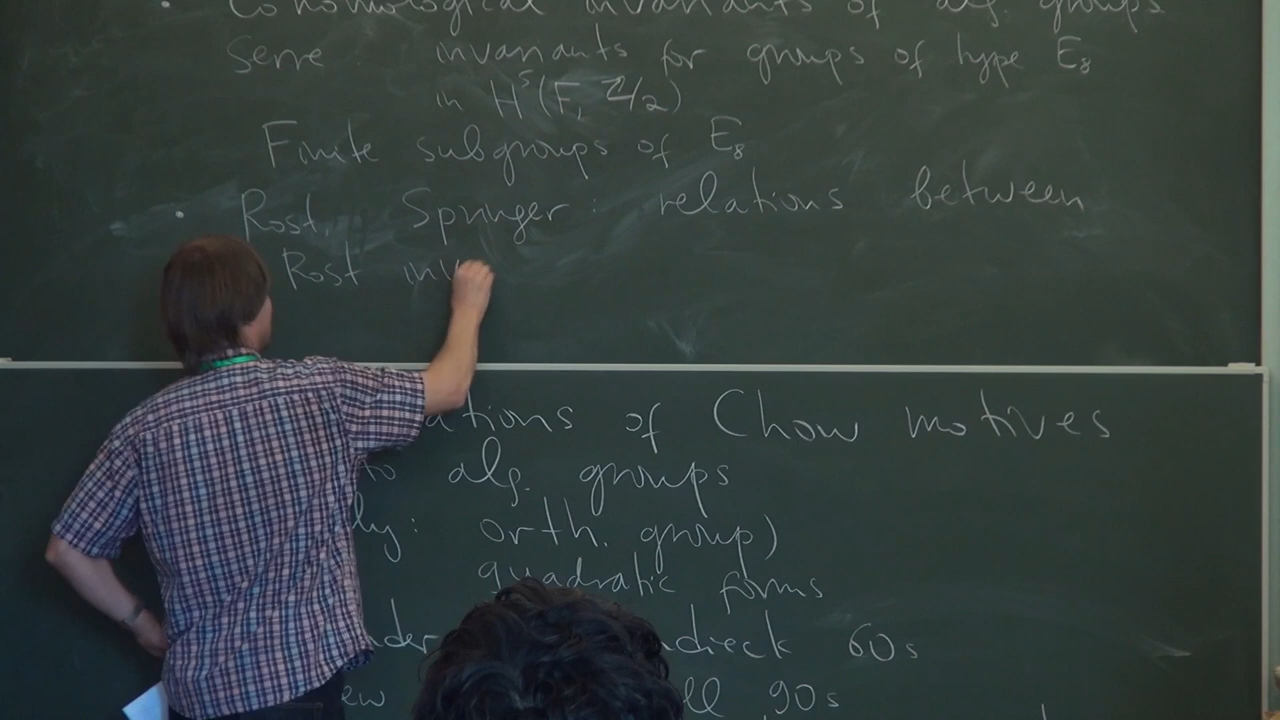 • Cohomological invariants of alg. groups
Serre: invariants for groups of type E₈
in H⁵(F, ℤ/2)
Finite subgroups of E₈
• Rost, Springer: relations between
Rost inv
ations of Chow motives
to alg. groups
ly: orth. group)
quadratic forms
der dieck 60s
ew ll 90s